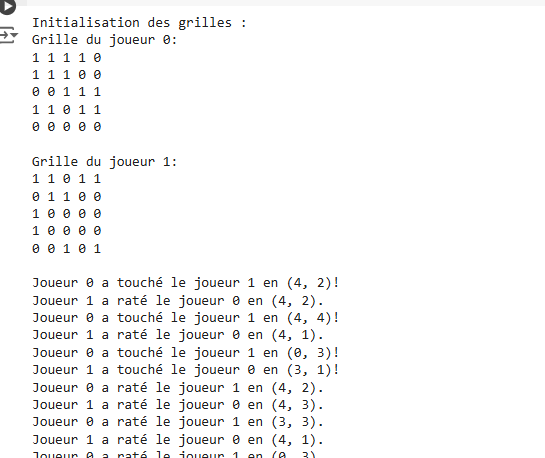 Initialisation des grilles :
Grille du joueur 0:
1 1 1 1 0
1 1 1 0 0
0 0 1 1 1
1 1 0 1 1
0 0 0 0 0
Grille du joueur 1:
1 1 0 1 1
0 1 1 0 0
1 0 0 0 0
1 0 0 0 0
0 0 1 0 1
Joueur 0 a touché le joueur 1 en (4, 2)!
Joueur 1 a raté le joueur 0 en (4, 2).
Joueur 0 a touché le joueur 1 en (4, 4)!
Joueur 1 a raté le joueur 0 en (4, 1).
Joueur 0 a touché le joueur 1 en (0, 3)!
Joueur 1 a touché le joueur 0 en (3, 1)!
Joueur 0 a raté le joueur 1 en (4, 2).
Joueur 1 a raté le joueur 0 en (4, 3).
Joueur 0 a raté le joueur 1 en (3, 3).
Joueur 1 a raté le joueur 0 en (4, 1).
Joueur 0 a raté le joueur 1 en (0, 3).